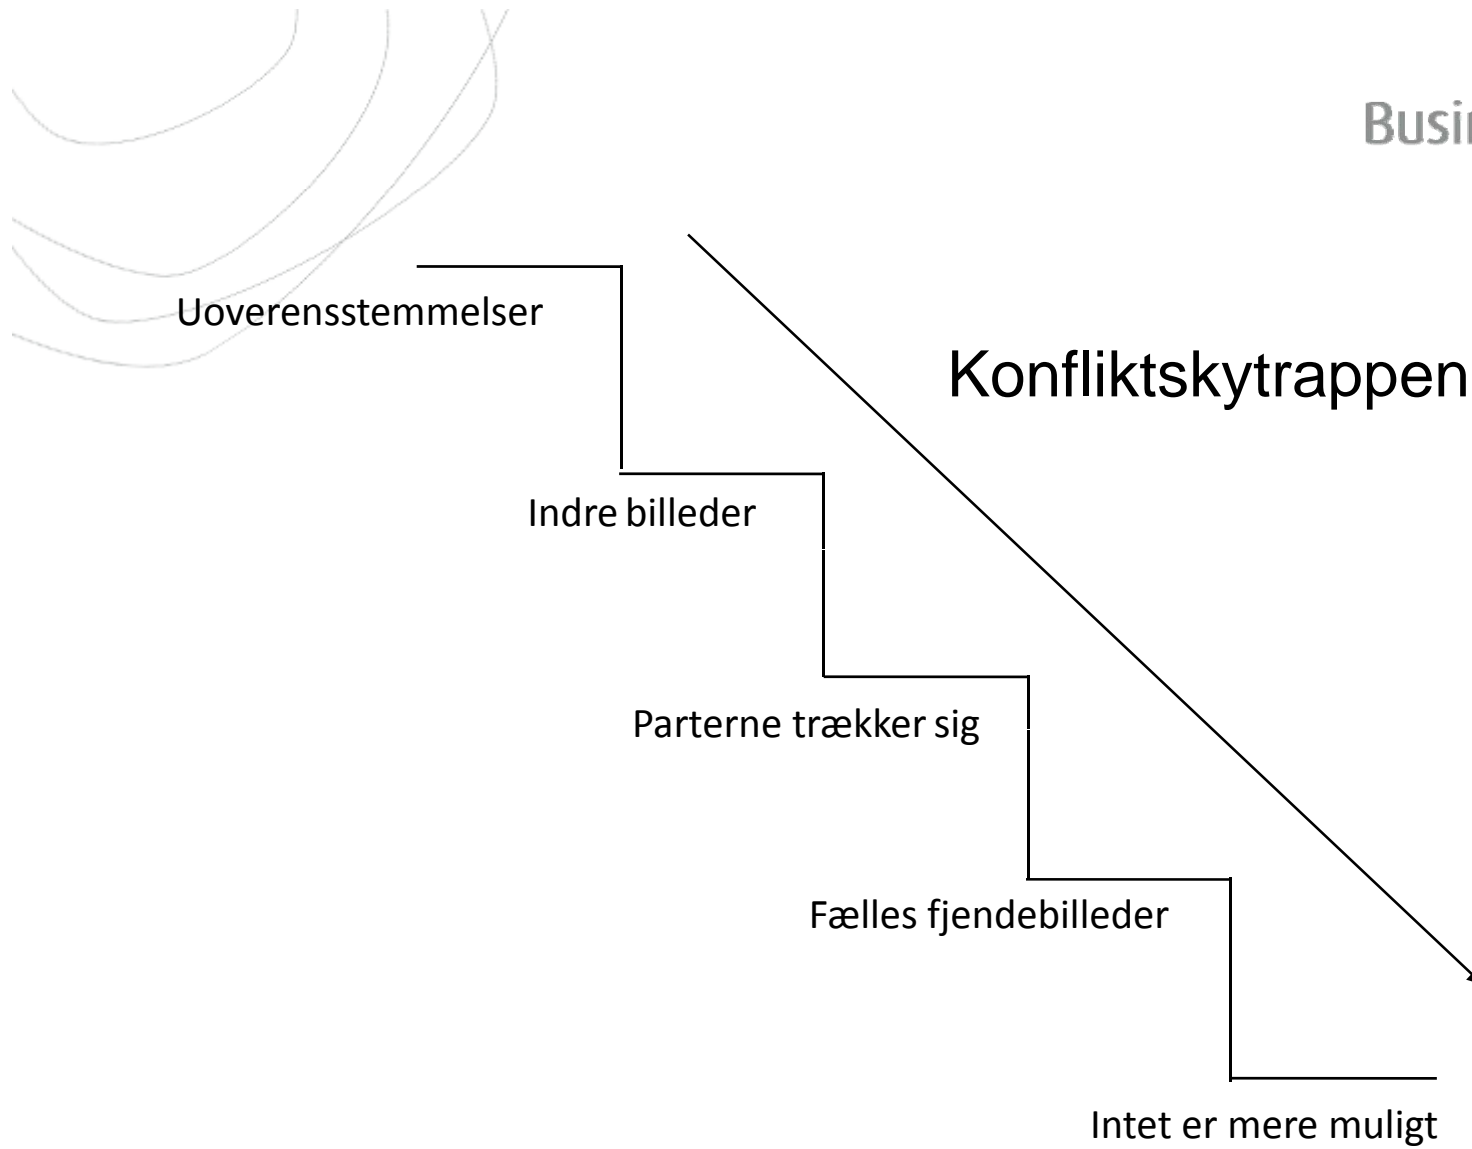 Uoverensstemmelser
Konfliktskytrappen
Indre billeder
Parterne trækker sig
Fælles fjendebilleder
Intet er mere muligt